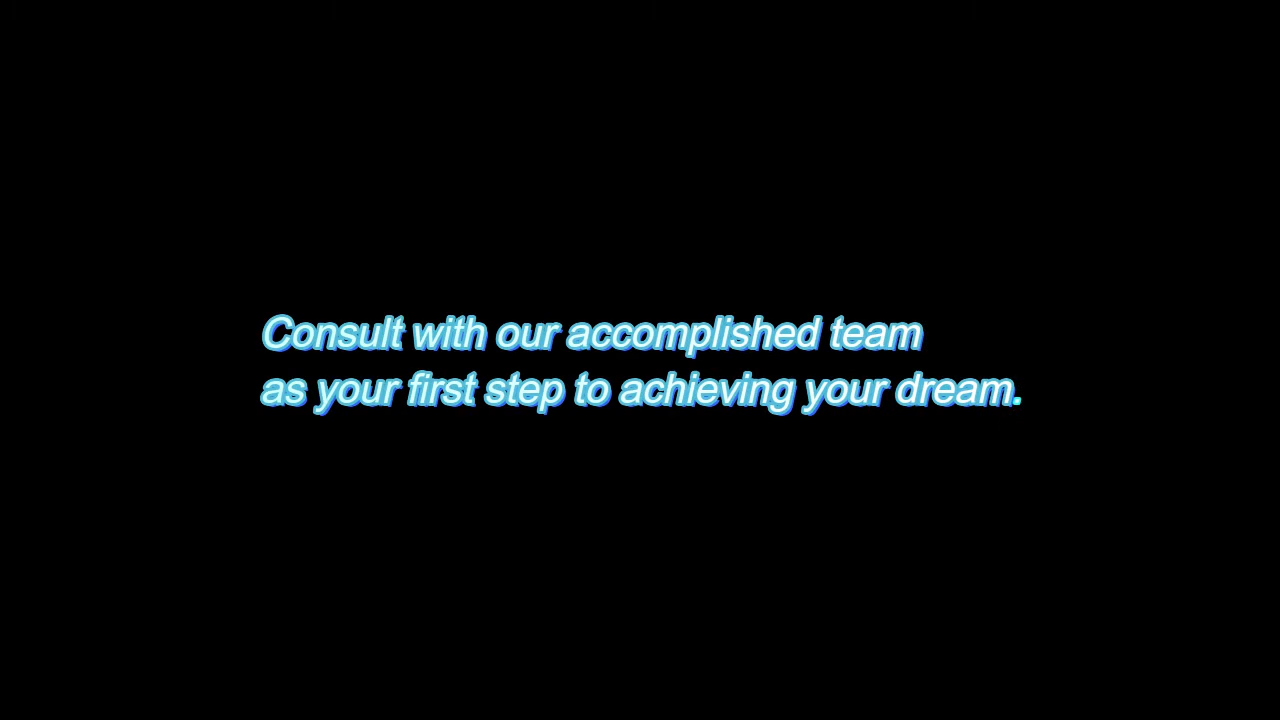 Consult with our accomplished team
as your first step to achieving your dream.